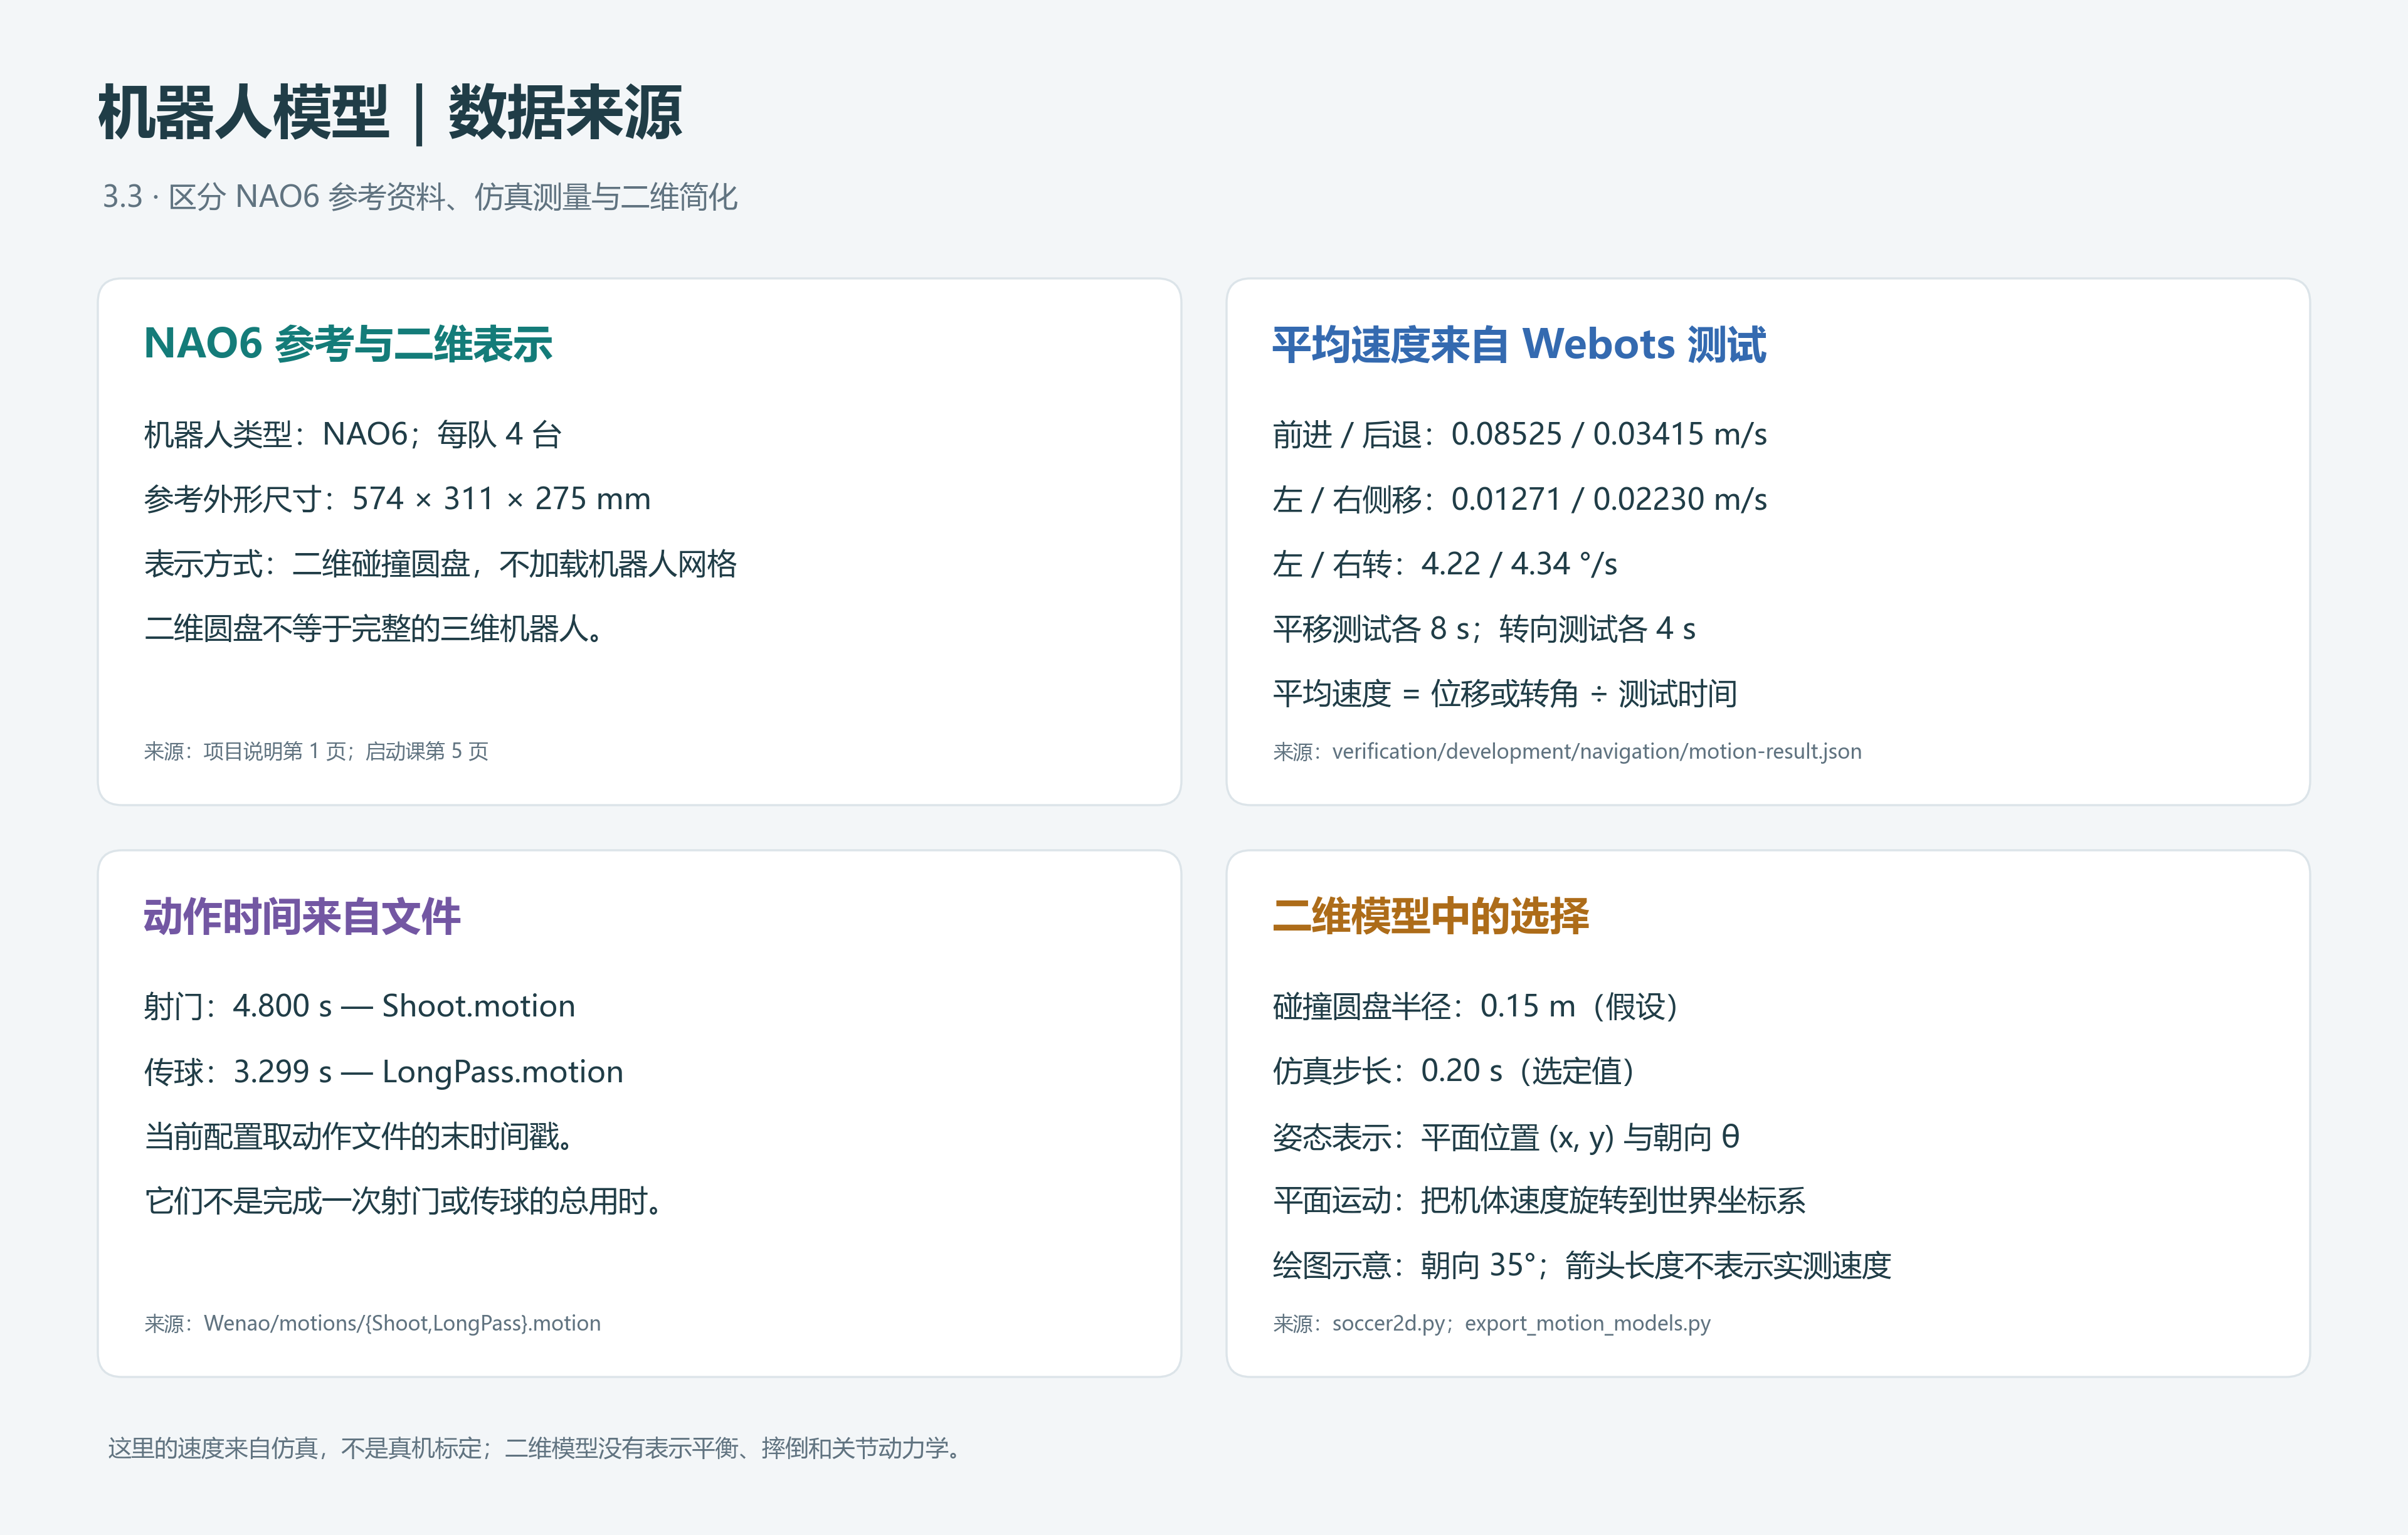 机器人模型｜数据来源
3.3 · 区分 NAO6 参考资料、仿真测量与二维简化
NAO6 参考与二维表示
机器人类型：NAO6；每队 4 台
参考外形尺寸：574 × 311 × 275 mm
表示方式：二维碰撞圆盘，不加载机器人网格
二维圆盘不等于完整的三维机器人。
来源：项目说明第 1 页；启动课第 5 页
平均速度来自 Webots 测试
前进 / 后退：0.08525 / 0.03415 m/s
左 / 右侧移：0.01271 / 0.02230 m/s
左 / 右转：4.22 / 4.34 °/s
平移测试各 8 s；转向测试各 4 s
平均速度 = 位移或转角 ÷ 测试时间
来源：verification/development/navigation/motion-result.json
动作时间来自文件
射门：4.800 s — Shoot.motion
传球：3.299 s — LongPass.motion
当前配置取动作文件的末时间戳。
它们不是完成一次射门或传球的总用时。
来源：Wenao/motions/{Shoot,LongPass}.motion
二维模型中的选择
碰撞圆盘半径：0.15 m（假设）
仿真步长：0.20 s（选定值）
姿态表示：平面位置 (x, y) 与朝向 θ
平面运动：把机体速度旋转到世界坐标系
绘图示意：朝向 35°；箭头长度不表示实测速度
来源：soccer2d.py；export_motion_models.py
这里的速度来自仿真，不是真机标定；二维模型没有表示平衡、摔倒和关节动力学。